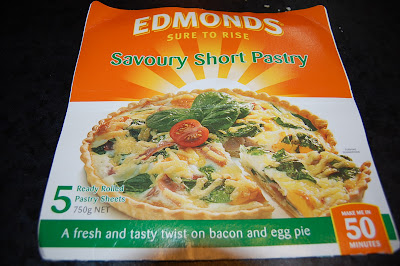 EDMONDS
SURE TO RISE
Savoury Short Pastry
5 Ready Rolled
Pastry Sheets
750g NET
MAKE ME IN
50
MINUTES
A fresh and tasty twist on bacon and egg pie